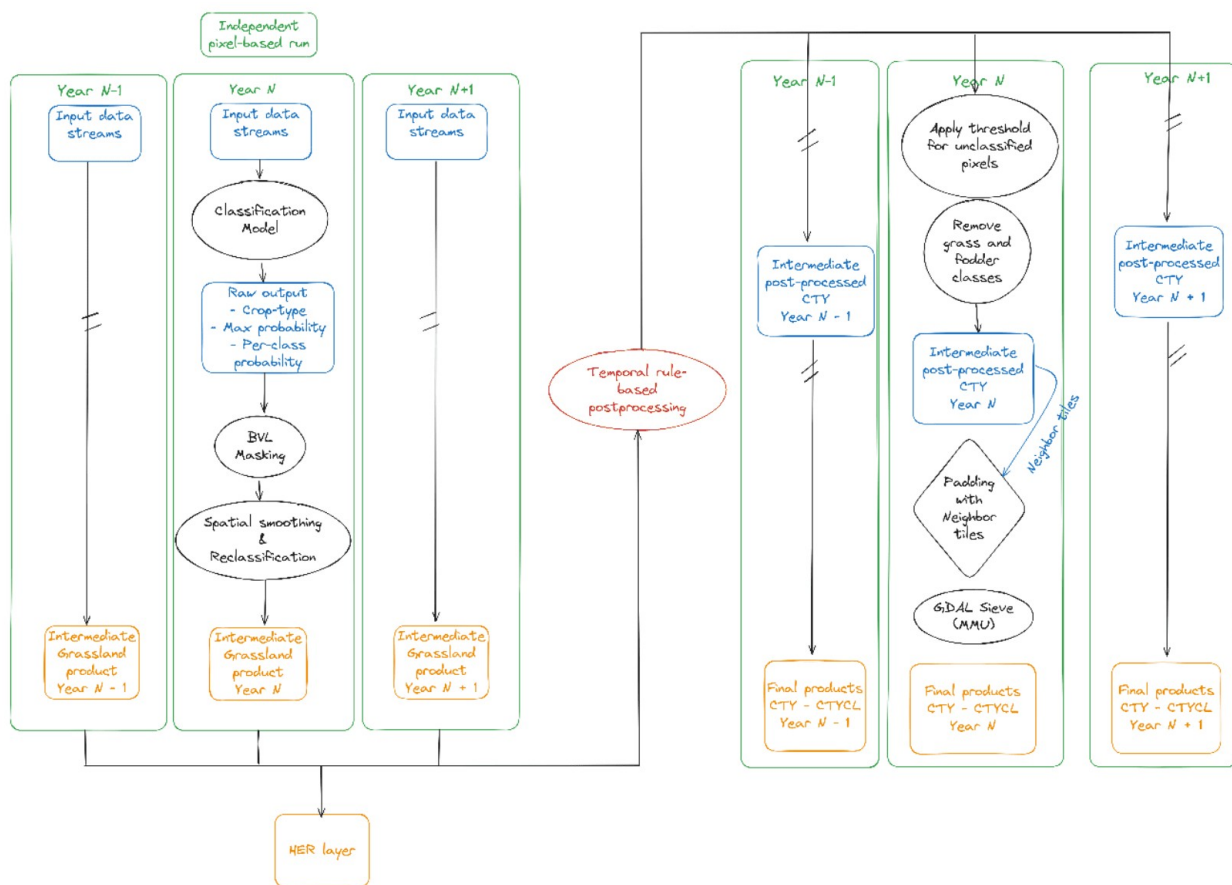 Independent
pixel-based run
Year N-1
Input data
streams
Intermediate
Grassland
product
Year N - 1
Year N
Input data
streams
Classification
Model
Raw output
- Crop-type
- Max probability
- Per-class
probability
BVL
Masking
Spatial smoothing
&
Reclassification
Intermediate
Grassland
product
Year N
Year N+1
Input data
streams
Intermediate
Grassland
product
Year N + 1
HER layer
Temporal rule-
based
postprocessing
Year N-1
Intermediate
post-processed
CTY
Year N - 1
Final products
CTY - CTYCL
Year N - 1
Year N
Apply threshold
for unclassified
pixels
Remove
grass and
fodder
classes
Intermediate
post-processed
CTY
Year N
Neighbor tiles
Padding
with
Neighbor
tiles
GDAL Sieve
(MMU)
Final products
CTY - CTYCL
Year N
Year N+1
Intermediate
post-processed
CTY
Year N + 1
Final products
CTY - CTYCL
Year N + 1